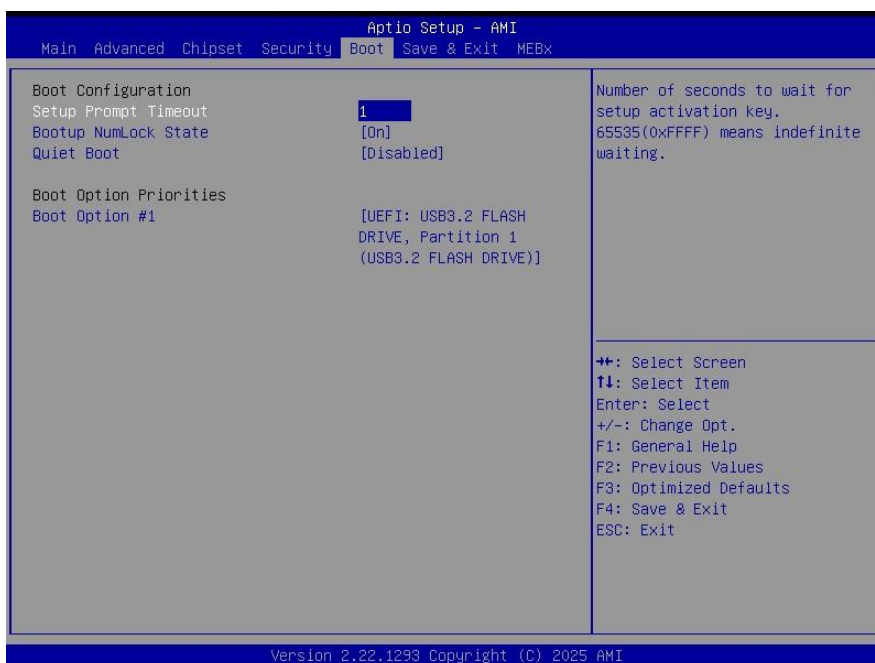 Aptio Setup - AMI
Main Advanced Chipset Security Boot Save & Exit MEBx
Boot Configuration
Setup Prompt Timeout 1
Bootup NumLock State [On]
Quiet Boot [Disabled]
Boot Option Priorities
Boot Option #1 [UEFI: USB3.2 FLASH
DRIVE, Partition 1
(USB3.2 FLASH DRIVE)]
Number of seconds to wait for
setup activation key.
65535(0xFFFF) means indefinite
waiting.
→←: Select Screen
↑↓: Select Item
Enter: Select
+/-: Change Opt.
F1: General Help
F2: Previous Values
F3: Optimized Defaults
F4: Save & Exit
ESC: Exit
Version 2.22.1293 Copyright (C) 2025 AMI